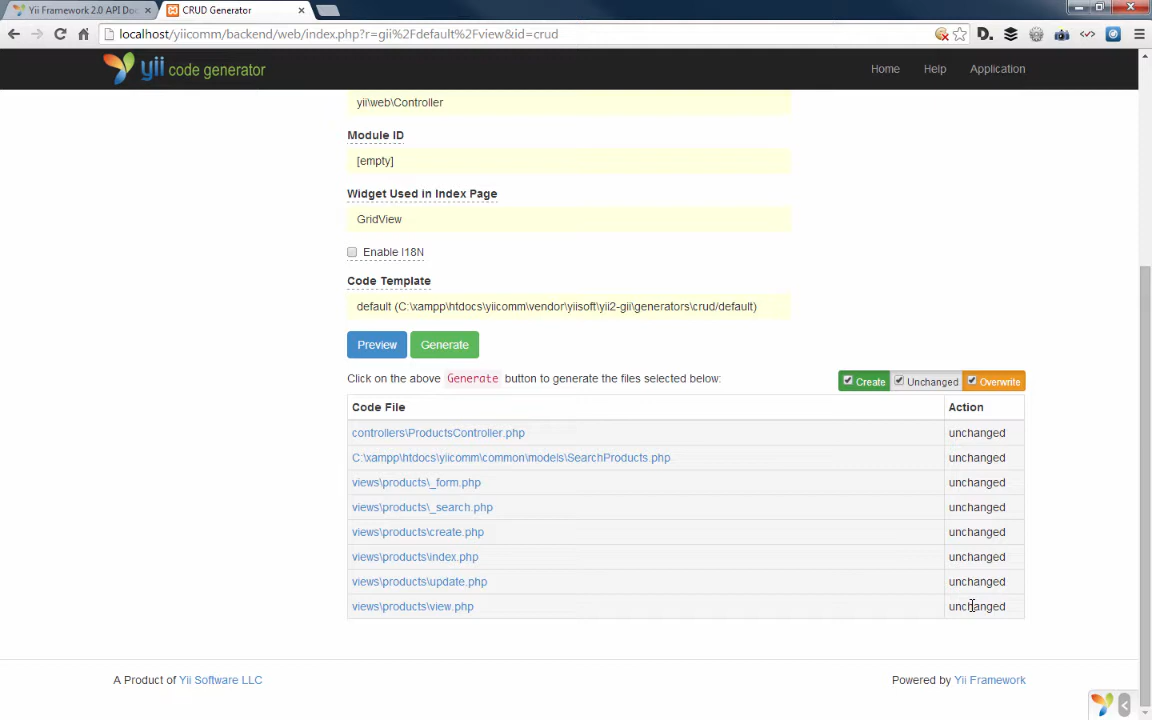 Yii Framework 2.0 API Doc
CRUD Generator
localhost/yiicomm/backend/web/index.php?r=gii%2Fdefault%2Fview&id=crud
yii code generator
Home
Help
Application
yii\web\Controller
Module ID
[empty]
Widget Used in Index Page
GridView
Enable I18N
Code Template
default (C:\xampp\htdocs\yiicomm\vendor\yiisoft\yii2-gii\generators\crud/default)
Preview
Generate
Click on the above Generate button to generate the files selected below:
Create
Unchanged
Overwrite
Code File
Action
controllers\ProductsController.php
unchanged
C:\xampp\htdocs\yiicomm\common\models\SearchProducts.php
unchanged
views\products\_form.php
unchanged
views\products\_search.php
unchanged
views\products\create.php
unchanged
views\products\index.php
unchanged
views\products\update.php
unchanged
views\products\view.php
unchanged
A Product of Yii Software LLC
Powered by Yii Framework